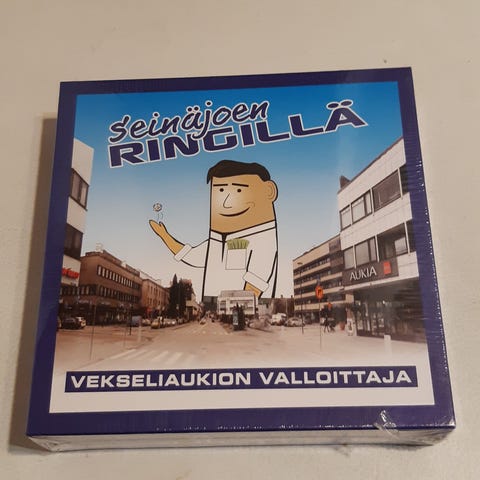 Seinäjoen
RINGILLÄ
AUKIA
VEKSELIAUKION VALLOITTAJA